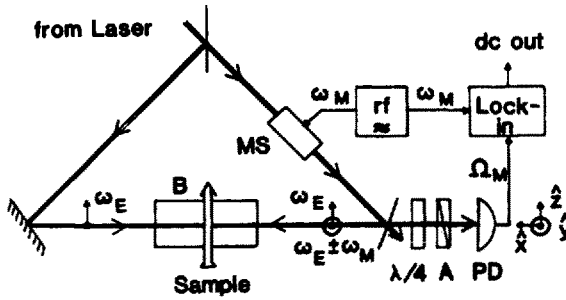 from Laser
dc out
ω_M
rf
≈
ω_M
Lock-
in
MS
Ω_M
B
ω_E
ω_E
ω_E ± ω_M
ẑ
x̂
ŷ
λ/4 A PD
Sample